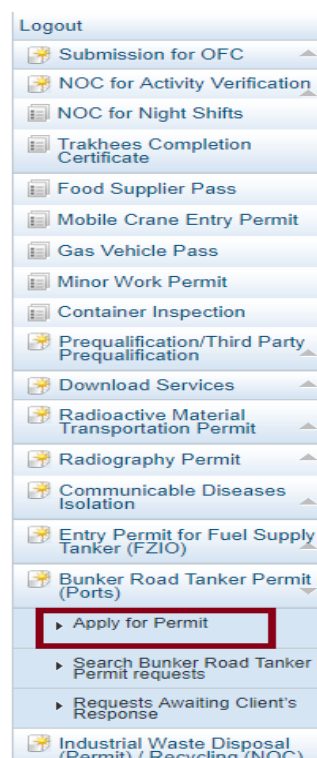 Logout
Submission for OFC
NOC for Activity Verification
NOC for Night Shifts
Trakhees Completion
Certificate
Food Supplier Pass
Mobile Crane Entry Permit
Gas Vehicle Pass
Minor Work Permit
Container Inspection
Prequalification/Third Party
Prequalification
Download Services
Radioactive Material
Transportation Permit
Radiography Permit
Communicable Diseases
Isolation
Entry Permit for Fuel Supply
Tanker (FZIO)
Bunker Road Tanker Permit
(Ports)
Apply for Permit
Search Bunker Road Tanker
Permit requests
Requests Awaiting Client's
Response
Industrial Waste Disposal
(Permit) / Recycling (NOC)